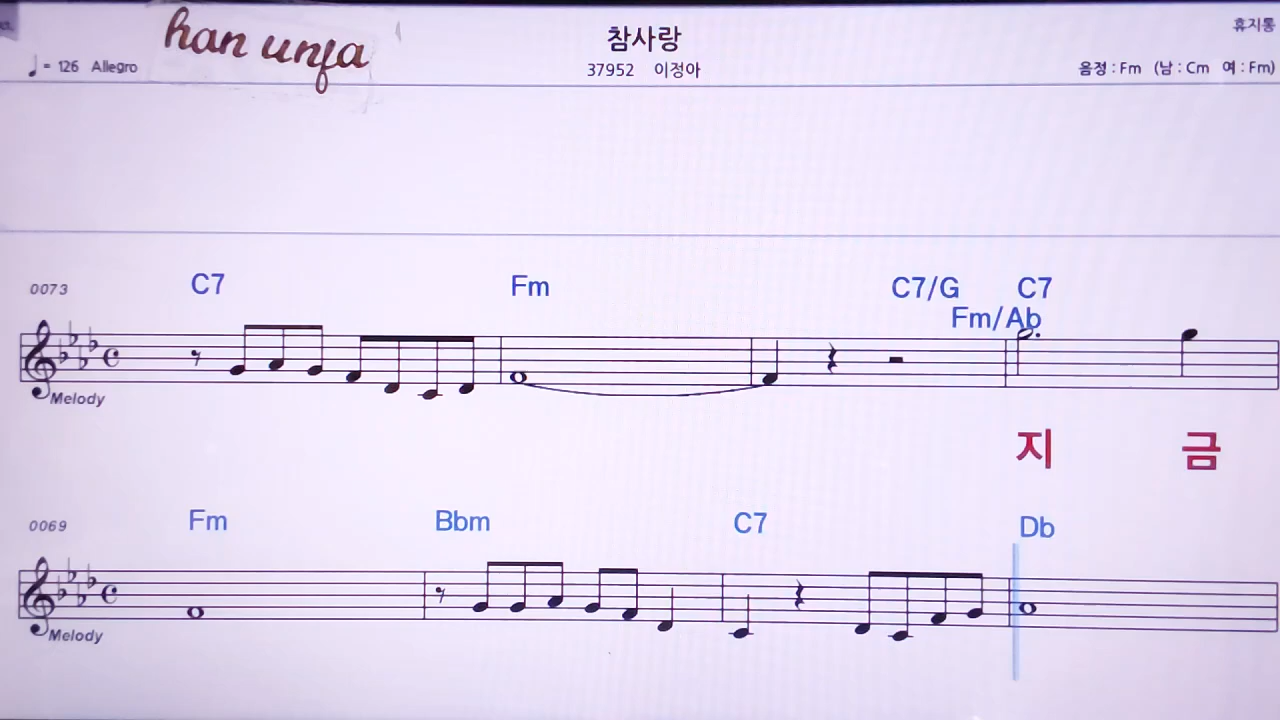 han unfa
참사랑
휴지통
♩= 126 Allegro
37952 이정아
음정 : Fm (남 : Cm 여 : Fm)
0073
C7 Fm C7/G C7
Fm/Ab
Melody
지 금
0069
Fm Bbm C7 Db
Melody